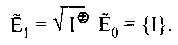 Ẽ₁ = √I^⊕ Ẽ₀ = {I}.